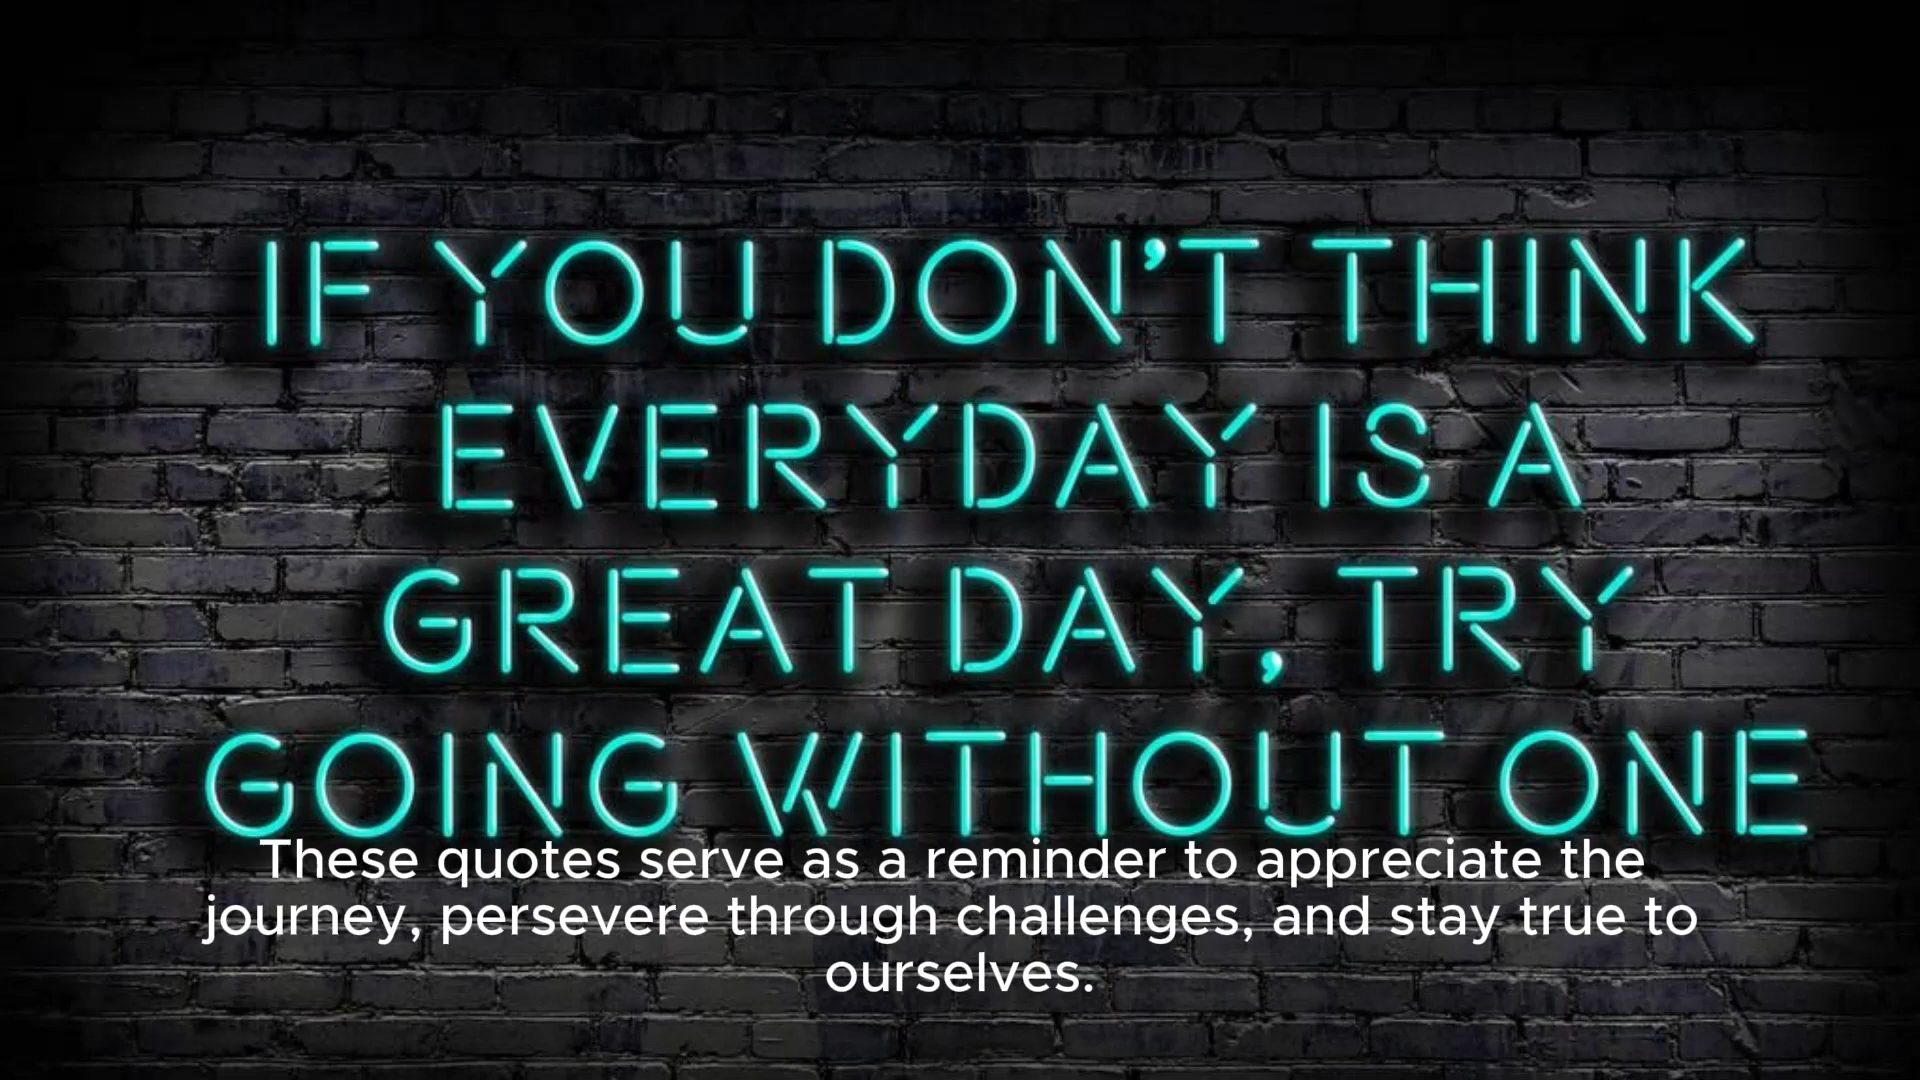 IF YOU DON'T THINK
EVERYDAY IS A
GREAT DAY, TRY
GOING WITHOUT ONE
These quotes serve as a reminder to appreciate the
journey, persevere through challenges, and stay true to
ourselves.